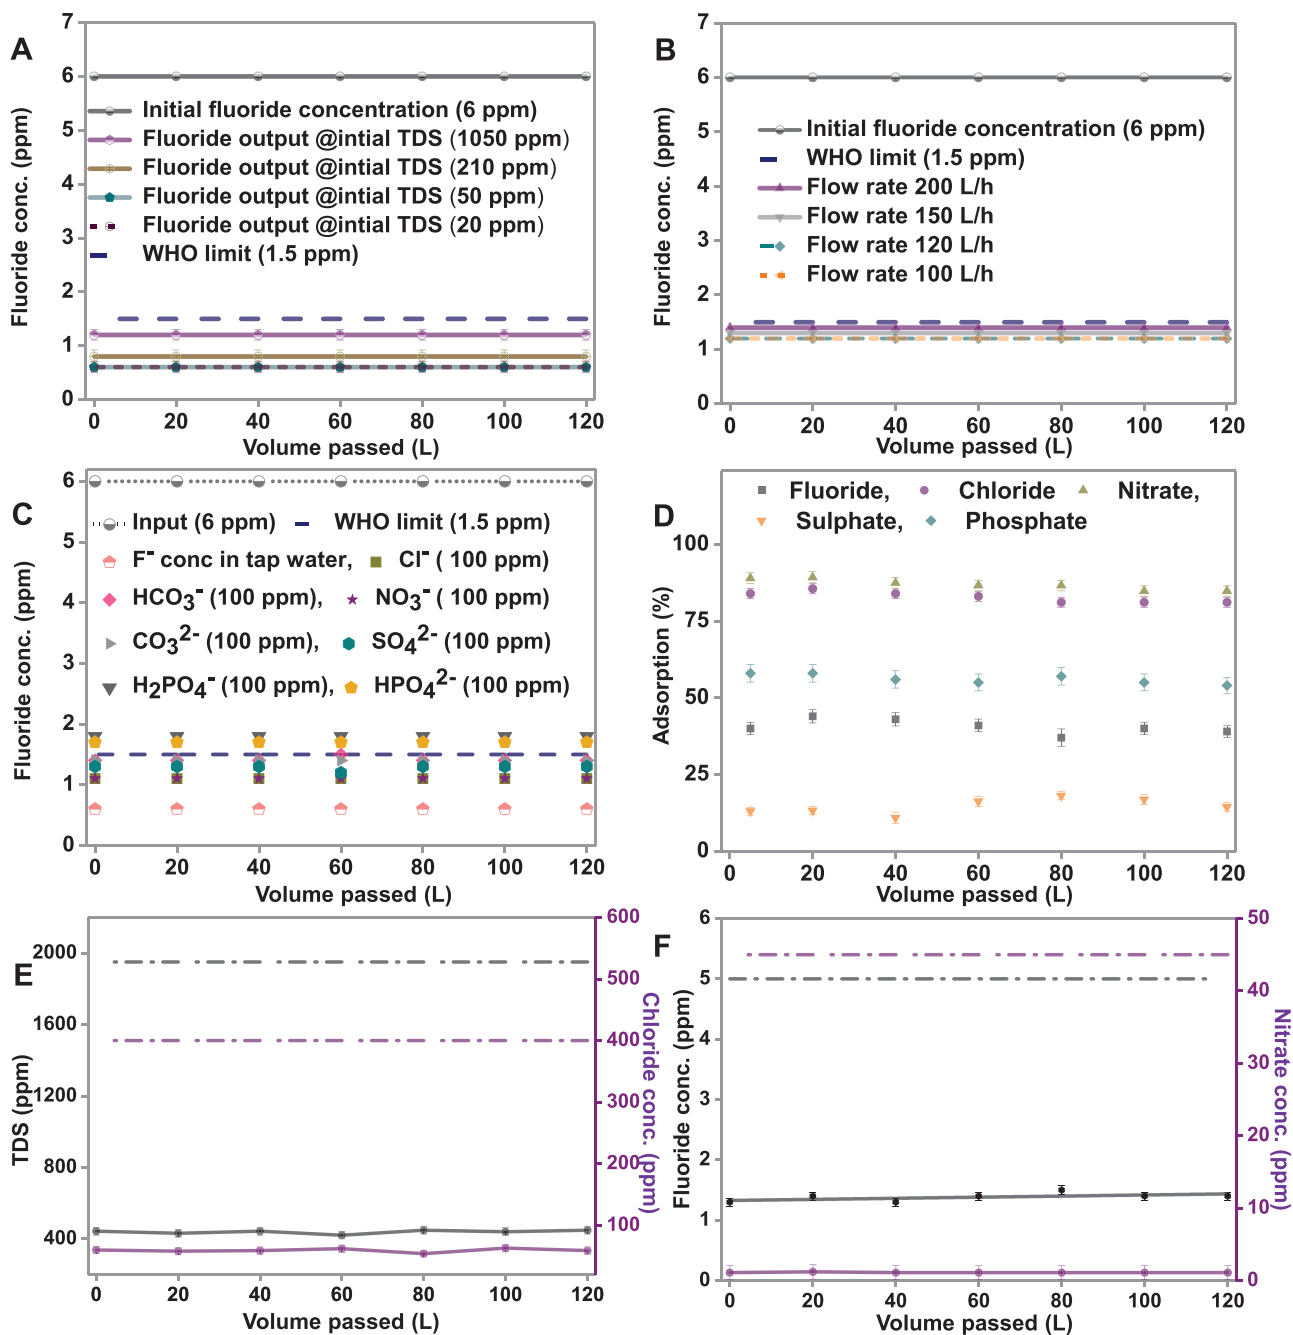 A
7
6
5
4
3
2
1
0
Fluoride conc. (ppm)
Initial fluoride concentration (6 ppm)
Fluoride output @intial TDS (1050 ppm)
Fluoride output @intial TDS (210 ppm)
Fluoride output @intial TDS (50 ppm)
Fluoride output @intial TDS (20 ppm)
WHO limit (1.5 ppm)
0 20 40 60 80 100 120
Volume passed (L)
B
7
6
5
4
3
2
1
0
Fluoride conc. (ppm)
Initial fluoride concentration (6 ppm)
WHO limit (1.5 ppm)
Flow rate 200 L/h
Flow rate 150 L/h
Flow rate 120 L/h
Flow rate 100 L/h
0 20 40 60 80 100 120
Volume passed (L)
C
6
5
4
3
2
1
0
Fluoride conc. (ppm)
Input (6 ppm) WHO limit (1.5 ppm)
F⁻ conc in tap water, Cl⁻ ( 100 ppm)
HCO₃⁻ (100 ppm), NO₃⁻ ( 100 ppm)
CO₃²⁻ (100 ppm), SO₄²⁻ (100 ppm)
H₂PO₄⁻ (100 ppm), HPO₄²⁻ (100 ppm)
0 20 40 60 80 100 120
Volume passed (L)
D
Fluoride, Chloride Nitrate,
Sulphate, Phosphate
100
75
50
25
0
Adsorption (%)
0 20 40 60 80 100 120
Volume passed (L)
E
2000
1600
1200
800
400
TDS (ppm)
600
500
400
300
200
100
0
Chloride conc. (ppm)
0 20 40 60 80 100 120
Volume passed (L)
F
6
5
4
3
2
1
0
Fluoride conc. (ppm)
50
40
30
20
10
0
Nitrate conc. (ppm)
0 20 40 60 80 100 120
Volume passed (L)